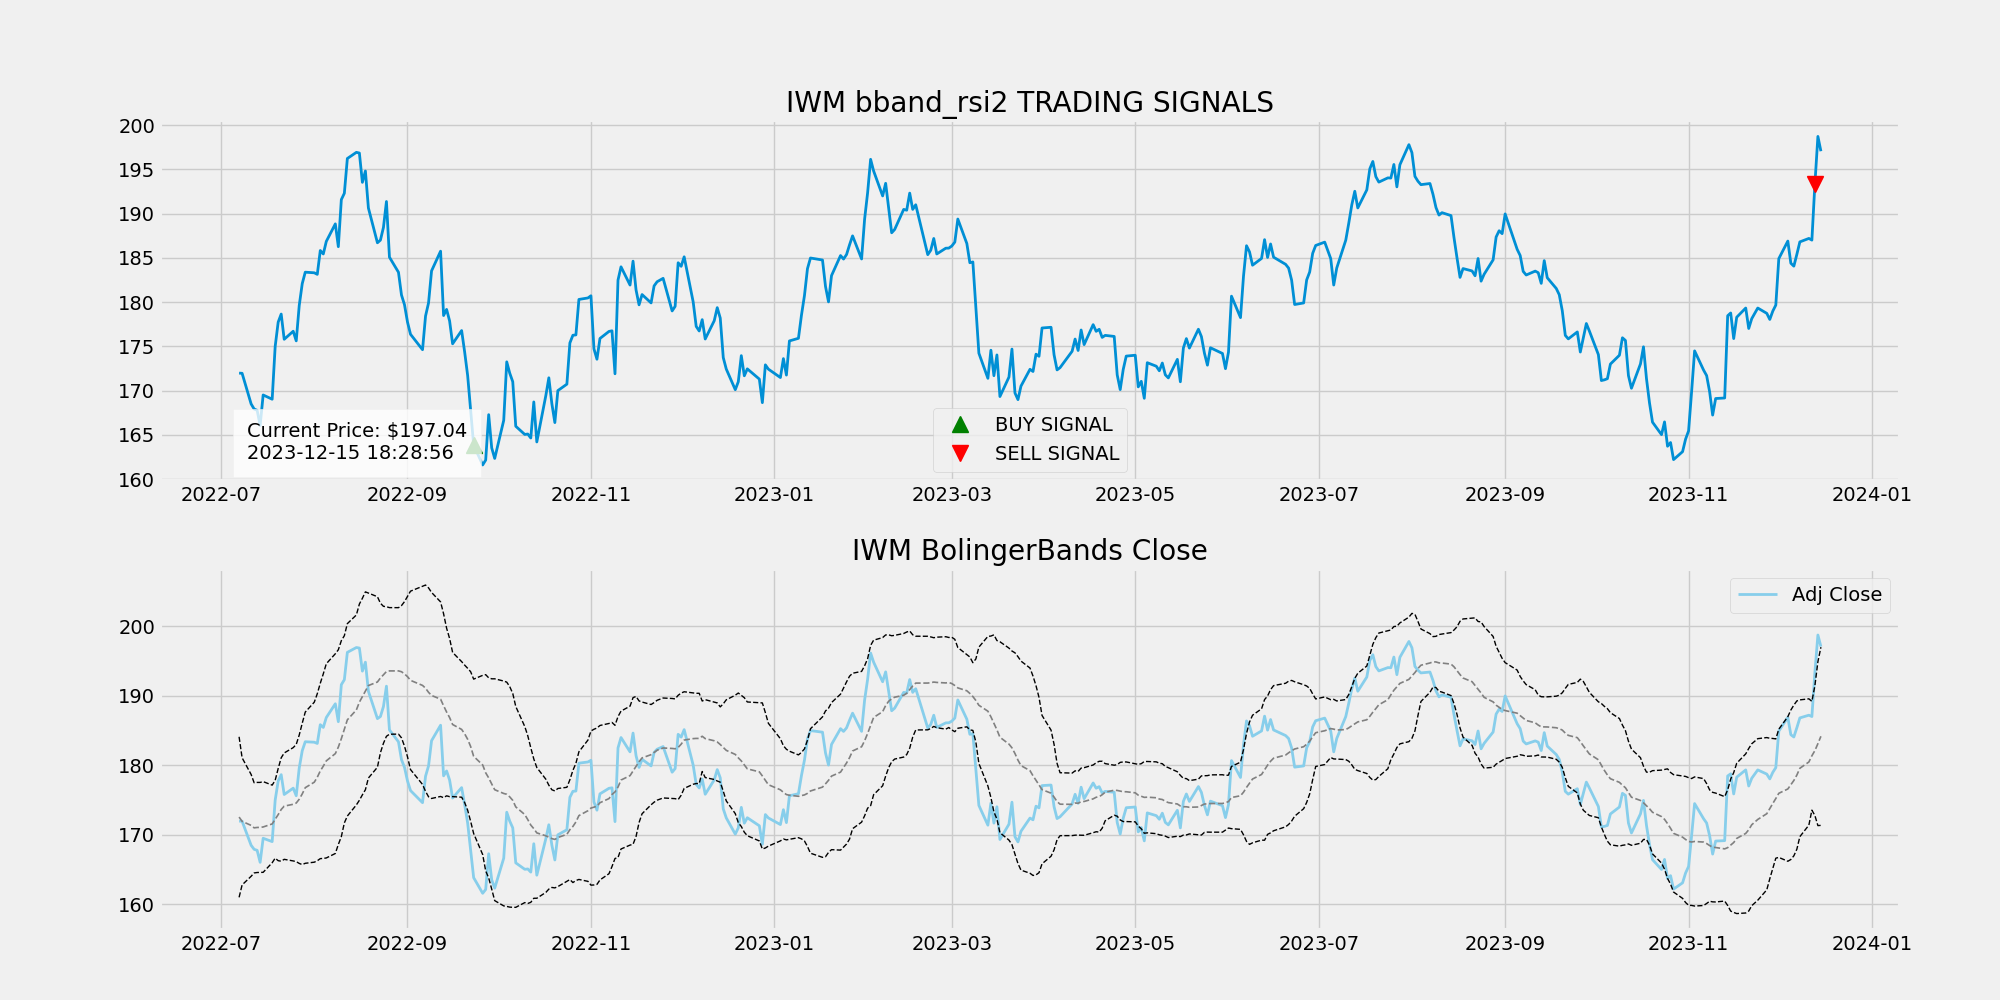 IWM bband_rsi2 TRADING SIGNALS
200
195
190
185
180
175
170
165
160
Current Price: $197.04
2023-12-15 18:28:56
BUY SIGNAL
SELL SIGNAL
2022-07 2022-09 2022-11 2023-01 2023-03 2023-05 2023-07 2023-09 2023-11 2024-01
IWM BolingerBands Close
Adj Close
200
190
180
170
160
2022-07 2022-09 2022-11 2023-01 2023-03 2023-05 2023-07 2023-09 2023-11 2024-01